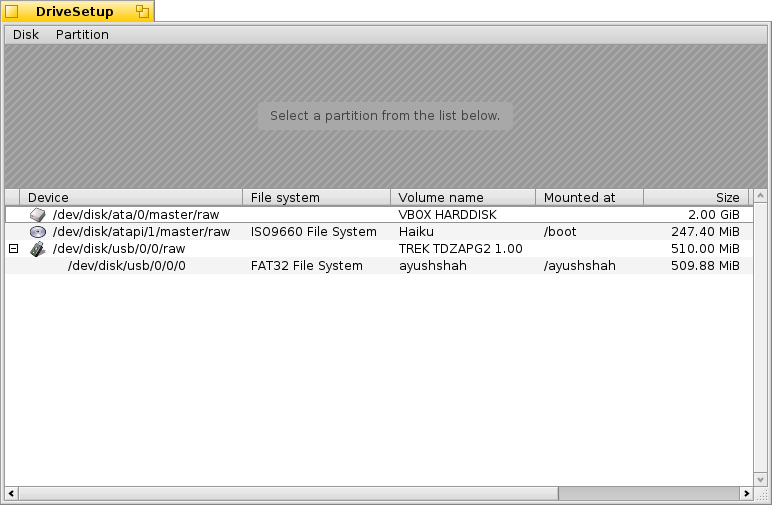 DriveSetup
Disk Partition
Select a partition from the list below.
Device File system Volume name Mounted at Size
/dev/disk/ata/0/master/raw VBOX HARDDISK 2.00 GiB
/dev/disk/atapi/1/master/raw ISO9660 File System Haiku /boot 247.40 MiB
/dev/disk/usb/0/0/raw TREK TDZAPG2 1.00 510.00 MiB
/dev/disk/usb/0/0/0 FAT32 File System ayushshah /ayushshah 509.88 MiB